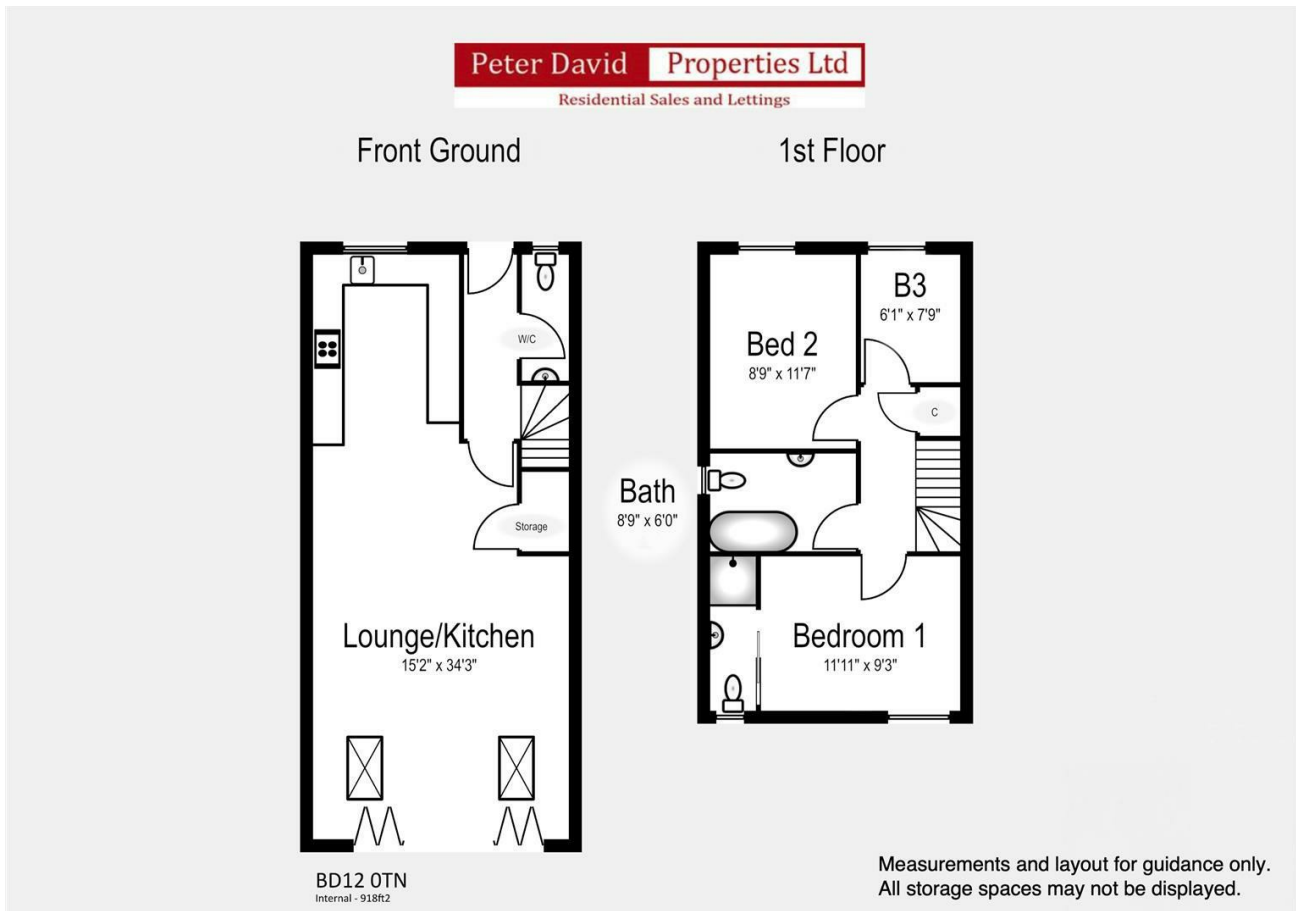 Peter David Properties Ltd
Residential Sales and Lettings
Front Ground
1st Floor
W/C
Storage
Lounge/Kitchen
15'2" x 34'3"
B3
6'1" x 7'9"
Bed 2
8'9" x 11'7"
C
Bath
8'9" x 6'0"
Bedroom 1
11'11" x 9'3"
BD12 0TN
Internal - 918ft2
Measurements and layout for guidance only.
All storage spaces may not be displayed.